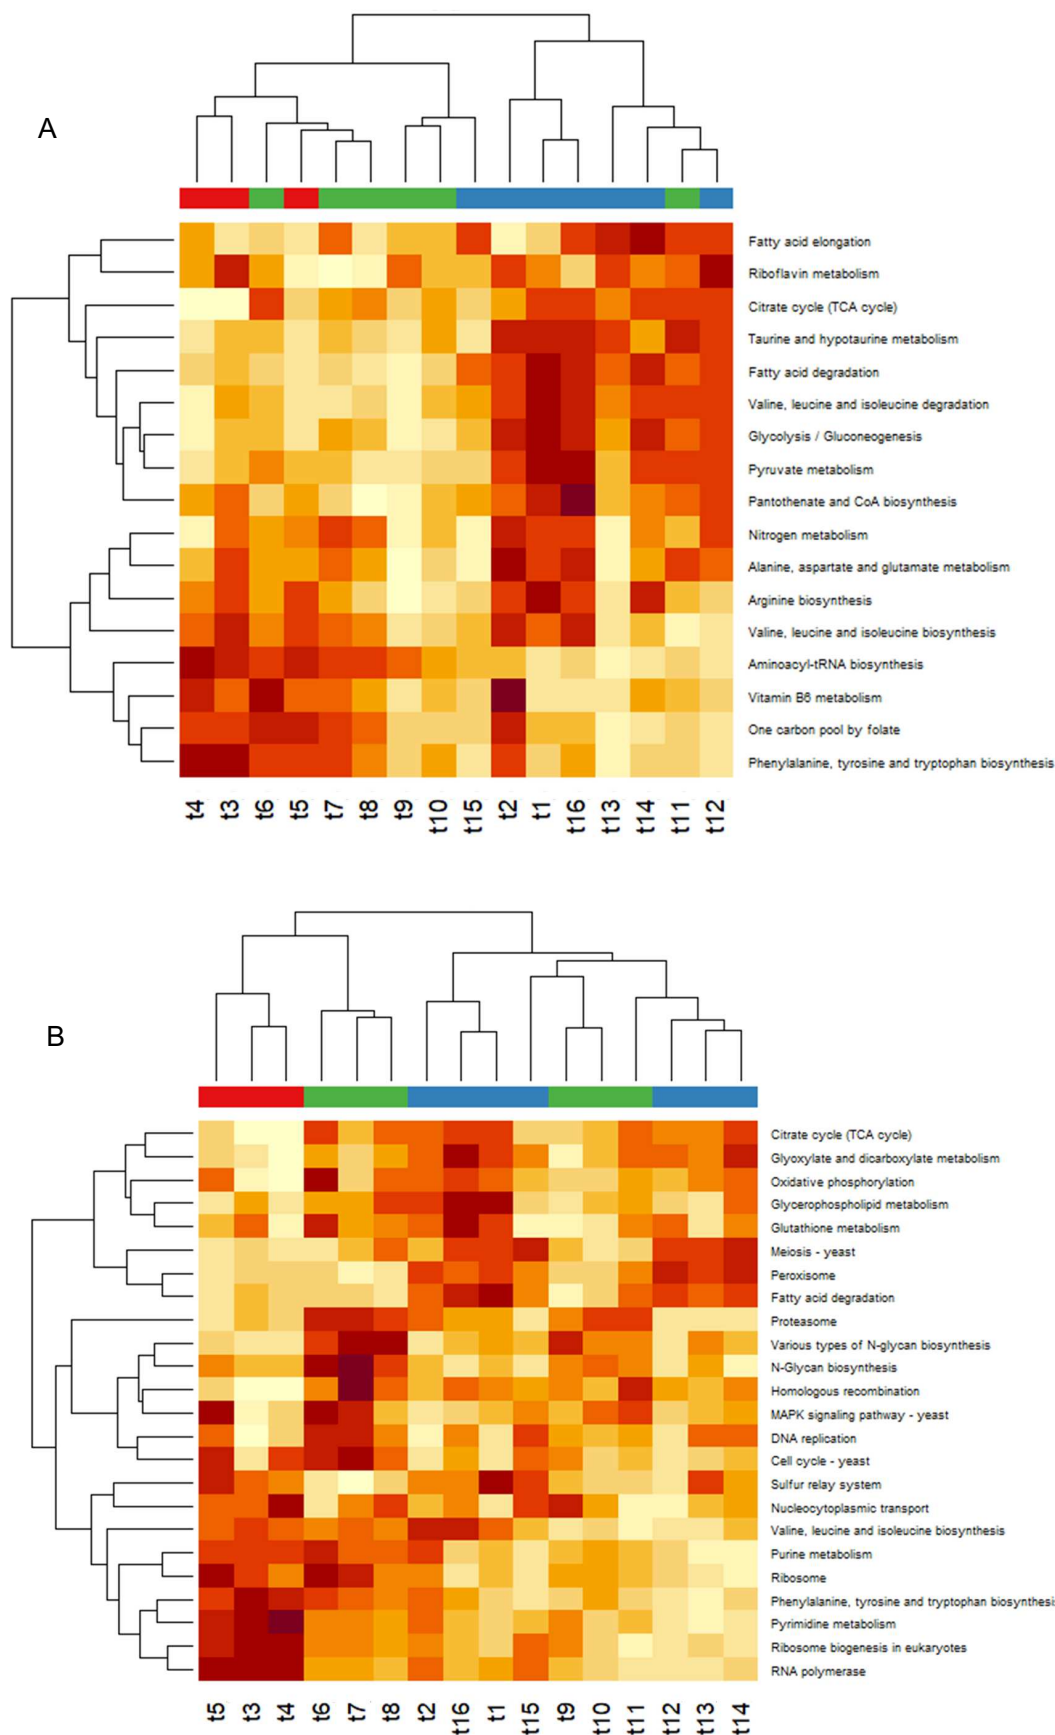 A
Fatty acid elongation
Riboflavin metabolism
Citrate cycle (TCA cycle)
Taurine and hypotaurine metabolism
Fatty acid degradation
Valine, leucine and isoleucine degradation
Glycolysis / Gluconeogenesis
Pyruvate metabolism
Pantothenate and CoA biosynthesis
Nitrogen metabolism
Alanine, aspartate and glutamate metabolism
Arginine biosynthesis
Valine, leucine and isoleucine biosynthesis
Aminoacyl-tRNA biosynthesis
Vitamin B6 metabolism
One carbon pool by folate
Phenylalanine, tyrosine and tryptophan biosynthesis
t4 t3 t6 t5 t7 t8 t9 t10 t15 t2 t1 t16 t13 t14 t11 t12
B
Citrate cycle (TCA cycle)
Glyoxylate and dicarboxylate metabolism
Oxidative phosphorylation
Glycerophospholipid metabolism
Glutathione metabolism
Meiosis - yeast
Peroxisome
Fatty acid degradation
Proteasome
Various types of N-glycan biosynthesis
N-Glycan biosynthesis
Homologous recombination
MAPK signaling pathway - yeast
DNA replication
Cell cycle - yeast
Sulfur relay system
Nucleocytoplasmic transport
Valine, leucine and isoleucine biosynthesis
Purine metabolism
Ribosome
Phenylalanine, tyrosine and tryptophan biosynthesis
Pyrimidine metabolism
Ribosome biogenesis in eukaryotes
RNA polymerase
t5 t3 t4 t6 t7 t8 t2 t16 t1 t15 t9 t10 t11 t12 t13 t14